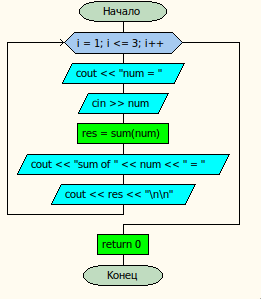 Начало
i = 1; i <= 3; i++
cout << "num = "
cin >> num
res = sum(num)
cout << "sum of " << num << " = "
cout << res << "\n\n"
return 0
Конец